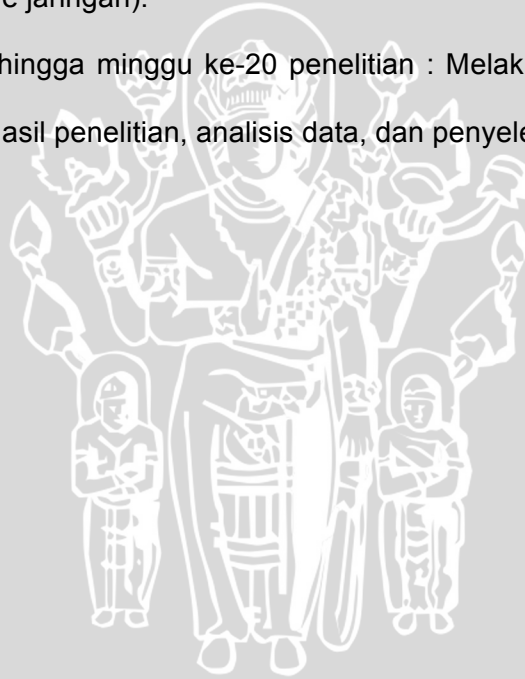 jaringan).
hingga minggu ke-20 penelitian : Melak
asil penelitian, analisis data, dan penyele